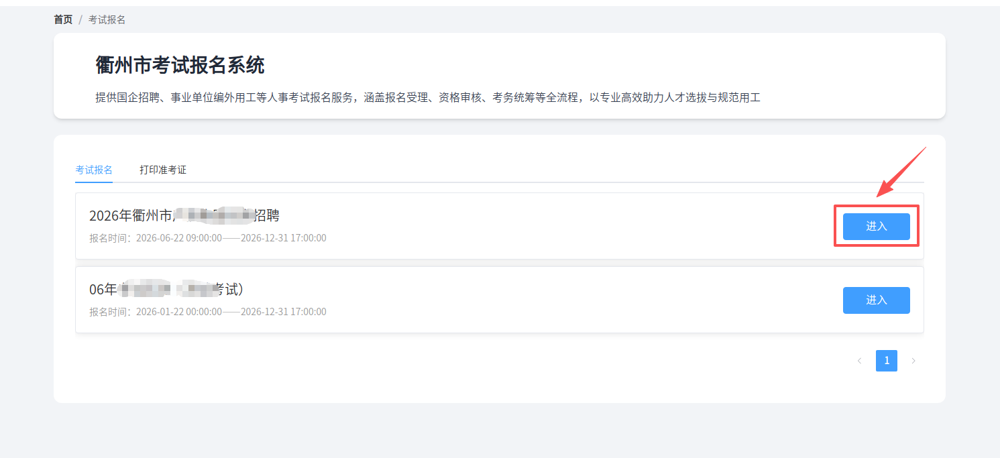 首页 / 考试报名
衢州市考试报名系统
提供国企招聘、事业单位编外用工等人事考试报名服务，涵盖报名受理、资格审核、考务统筹等全流程，以专业高效助力人才选拔与规范用工
考试报名 打印准考证
2026年衢州市 招聘
进入
报名时间：2026-06-22 09:00:00——2026-12-31 17:00:00
06年 考试）
进入
报名时间：2026-01-22 00:00:00——2026-12-31 17:00:00
< 1 >